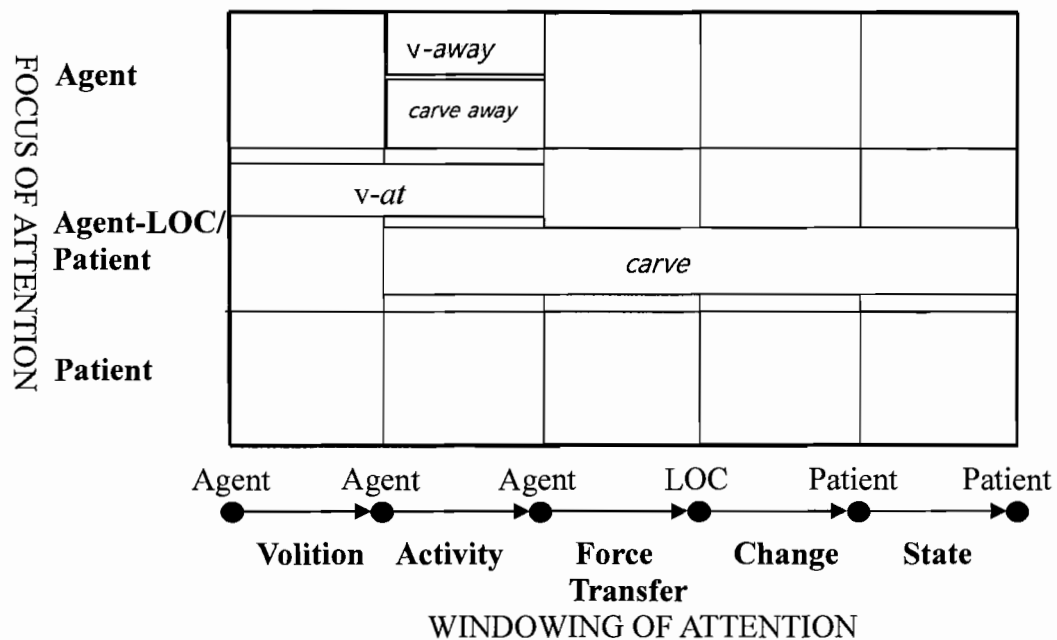 FOCUS OF ATTENTION
Agent
v-away
carve away
v-at
Agent-LOC/
Patient
carve
Patient
Agent Agent Agent LOC Patient Patient
Volition Activity Force Change State
Transfer
WINDOWING OF ATTENTION